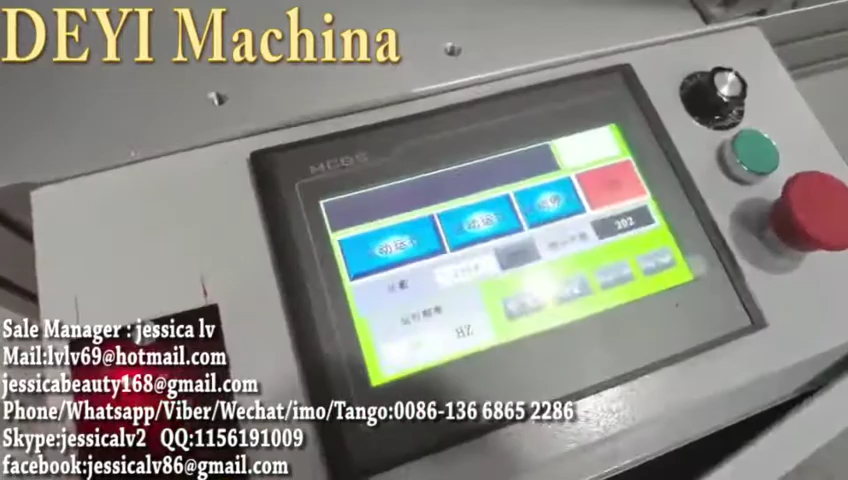 DEYI Machina
MCGS
202
HZ
Sale Manager : jessica lv
Mail:lvlv69@hotmail.com
jessicabeauty168@gmail.com
Phone/Whatsapp/Viber/Wechat/imo/Tango:0086-136 6865 2286
Skype:jessicalv2 QQ:1156191009
facebook:jessicalv86@gmail.com